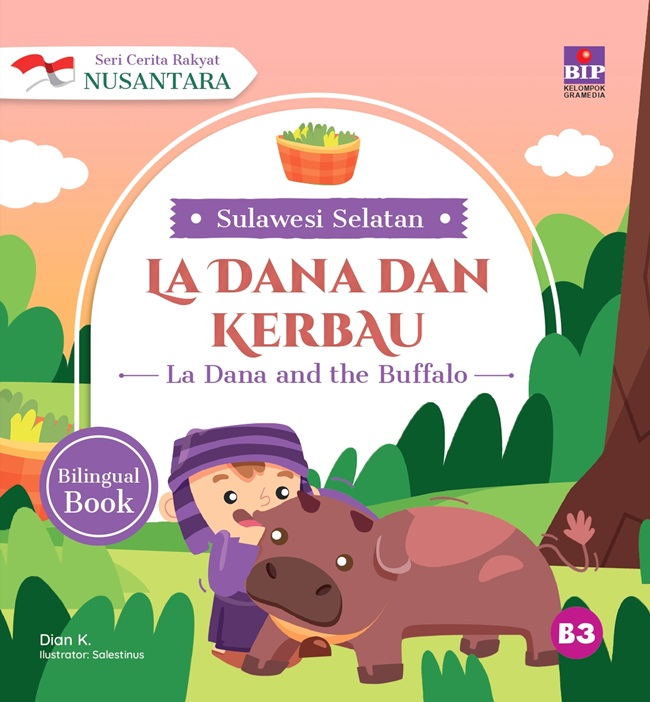 Seri Cerita Rakyat
NUSANTARA
BIP
KELOMPOK
GRAMEDIA
Sulawesi Selatan
LA DANA DAN
KERBAU
La Dana and the Buffalo
Bilingual
Book
Dian K.
Ilustrator: Salestinus
B3